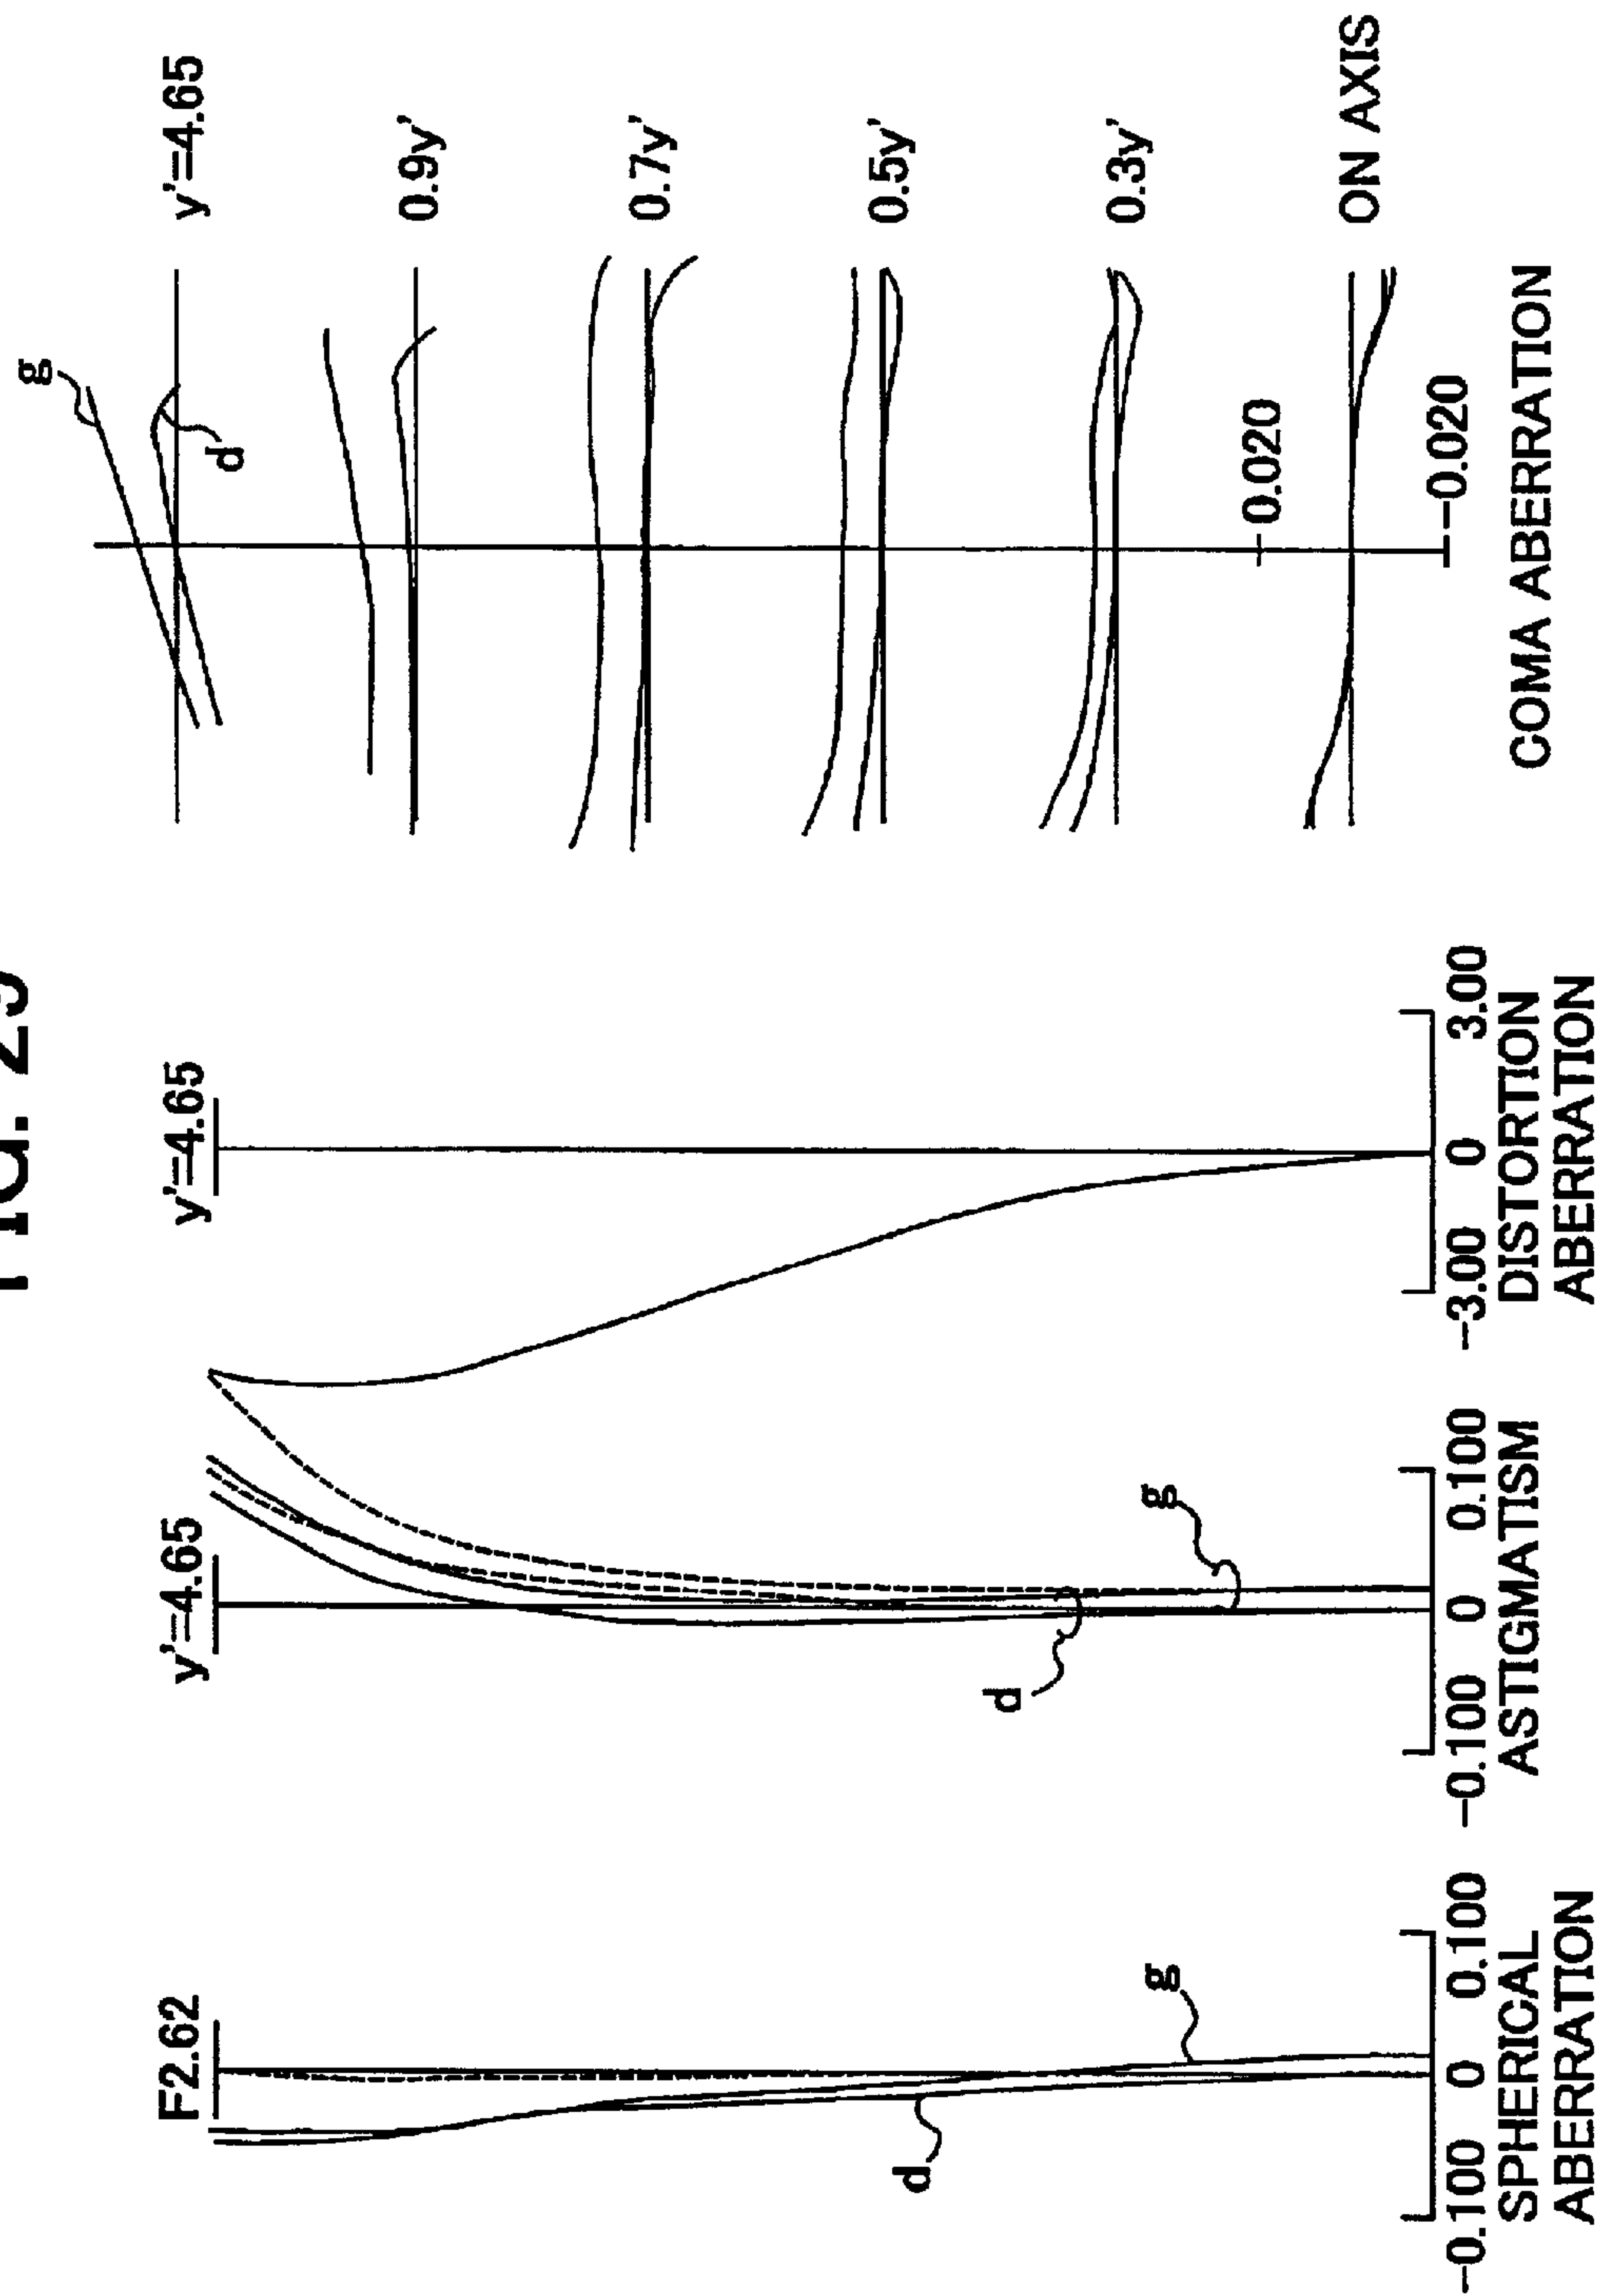 F2.62
g
d
-0.100 0 0.100
SPHERICAL
ABERRATION
y'=4.65
g
d
-0.100 0 0.100
ASTIGMATISM
y'=4.65
-3.00 0 3.00
DISTORTION
ABERRATION
g
d
y'=4.65
0.9y'
0.7y'
0.5y'
0.3y'
0.020
ON AXIS
-0.020
COMA ABERRATION